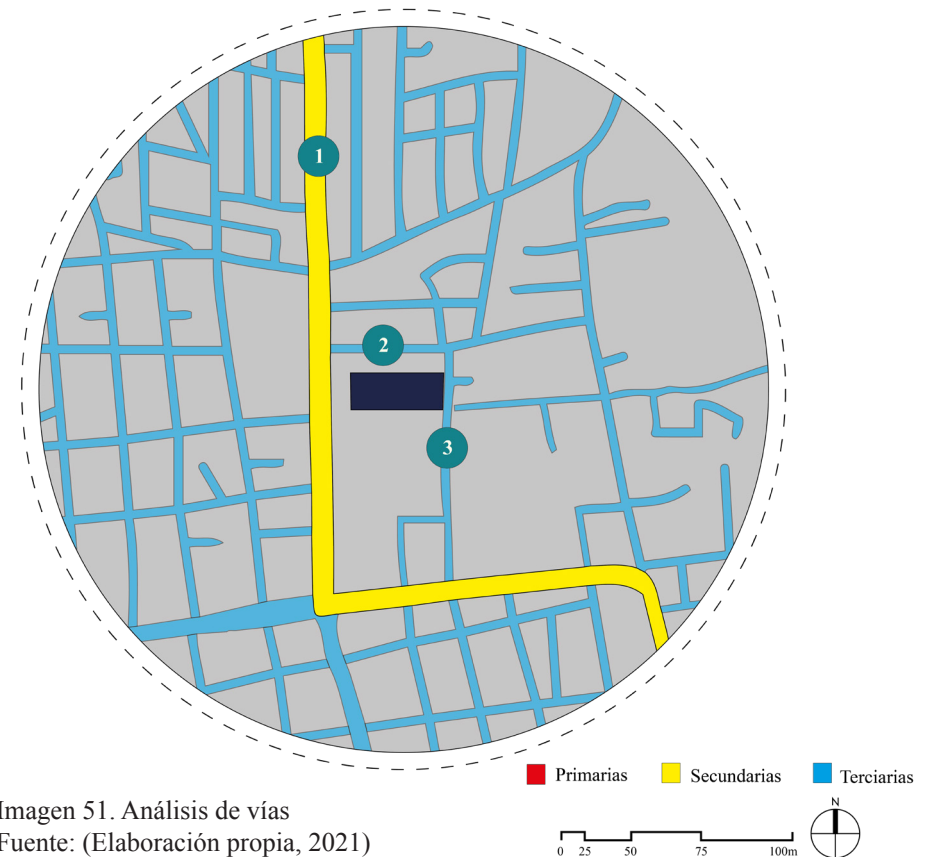 1
2
3
Primarias Secundarias Terciarias
Imagen 51. Análisis de vías
Fuente: (Elaboración propia, 2021)
N
0 25 50 75 100m